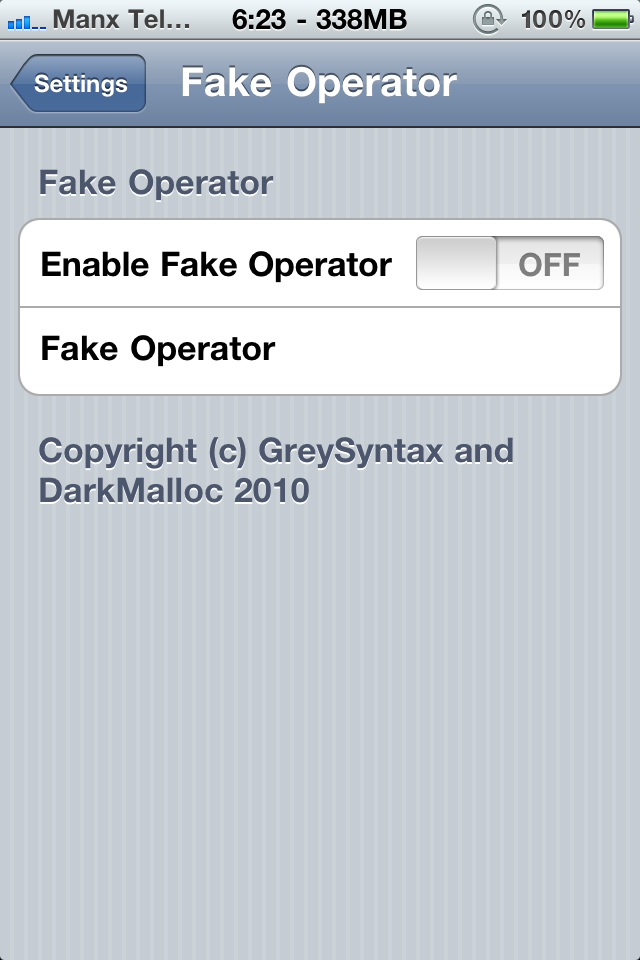 Manx Tel... 6:23 - 338MB 100%
Settings Fake Operator
Fake Operator
Enable Fake Operator OFF
Fake Operator
Copyright (c) GreySyntax and
DarkMalloc 2010